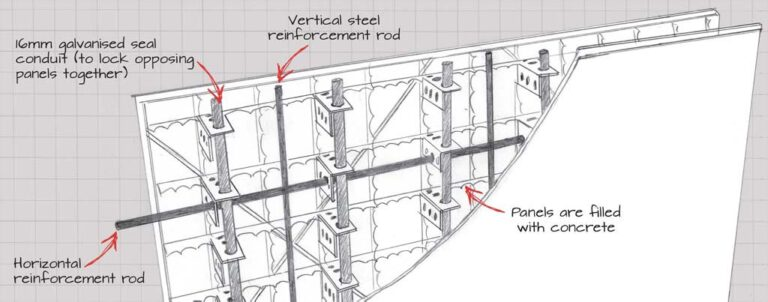 16mm galvanised seal
conduit (to lock opposing
panels together)
Vertical steel
reinforcement rod
Panels are filled
with concrete
Horizontal
reinforcement rod